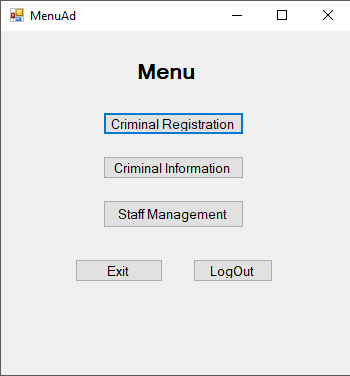 MenuAd
Menu
Criminal Registration
Criminal Information
Staff Management
Exit
LogOut